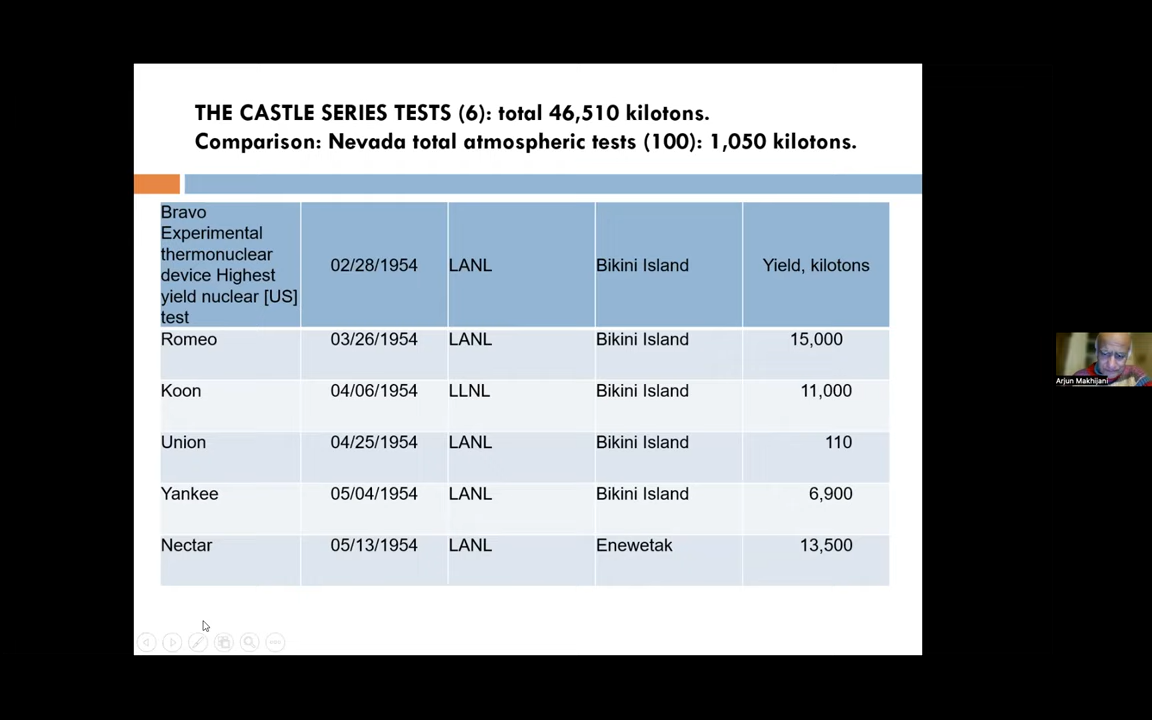 THE CASTLE SERIES TESTS (6): total 46,510 kilotons.
Comparison: Nevada total atmospheric tests (100): 1,050 kilotons.
Bravo
Experimental
thermonuclear
device Highest
yield nuclear [US]
test
02/28/1954
LANL
Bikini Island
Yield, kilotons
Romeo 03/26/1954 LANL Bikini Island 15,000
Koon 04/06/1954 LLNL Bikini Island 11,000
Union 04/25/1954 LANL Bikini Island 110
Yankee 05/04/1954 LANL Bikini Island 6,900
Nectar 05/13/1954 LANL Enewetak 13,500
Arjun Makhijani